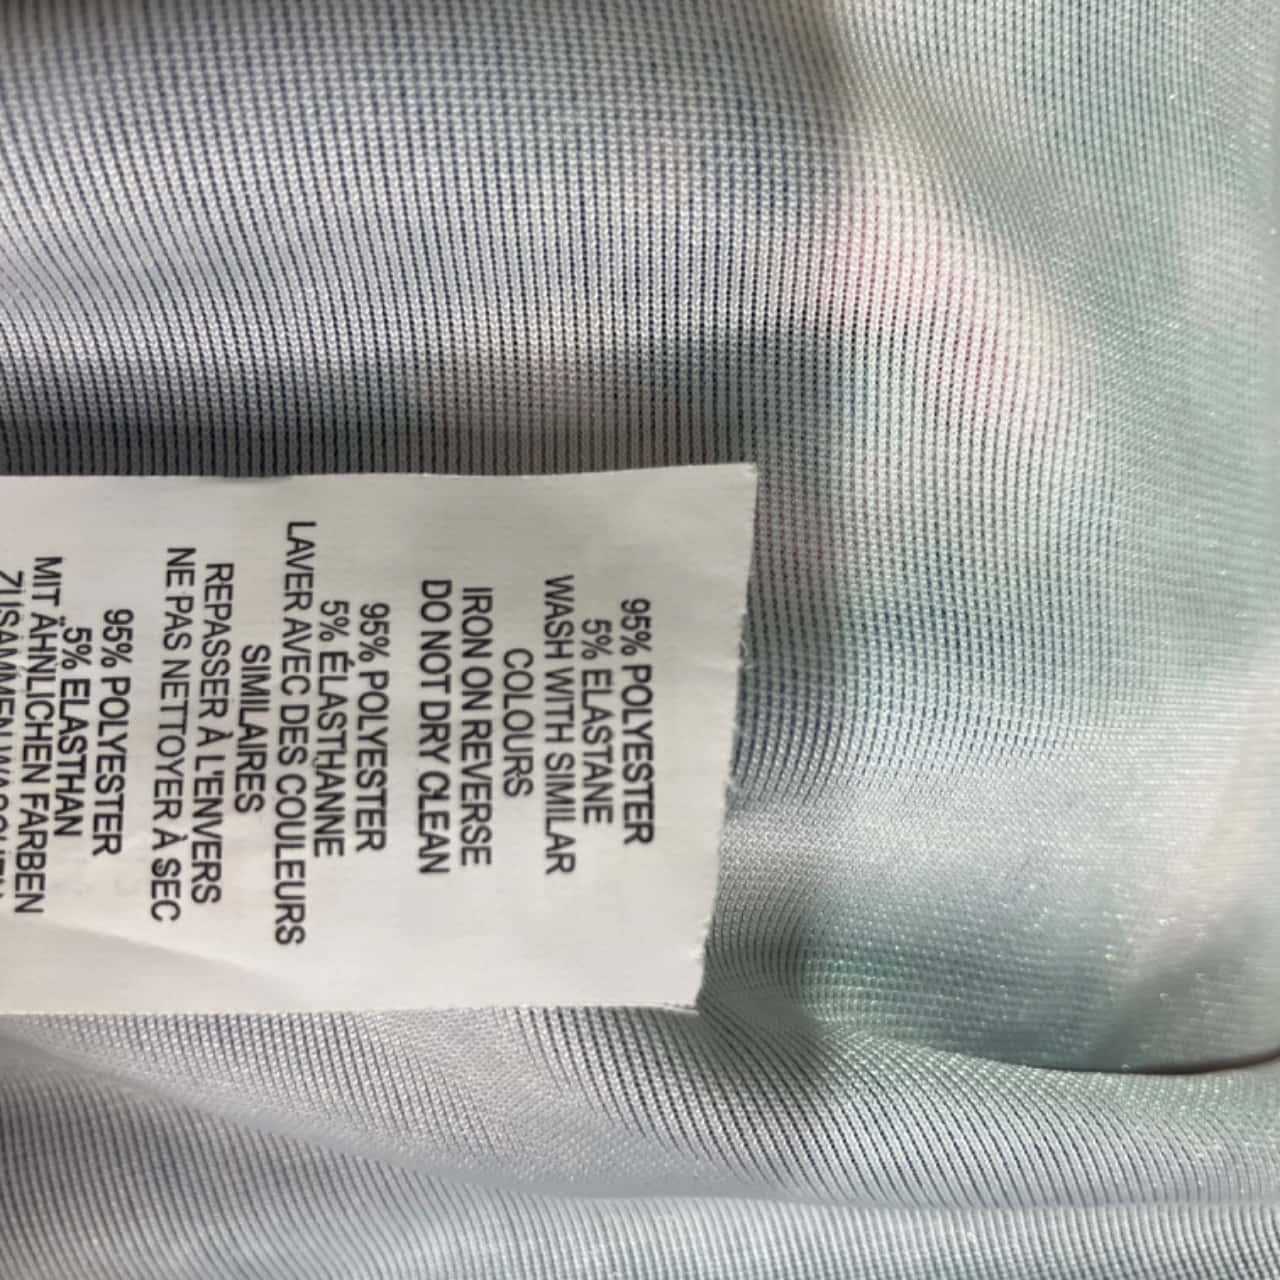 95% POLYESTER
5% ELASTANE
WASH WITH SIMILAR
COLOURS
IRON ON REVERSE
DO NOT DRY CLEAN
95% POLYESTER
5% ÉLASTHANNE
LAVER AVEC DES COULEURS
SIMILAIRES
REPASSER À L'ENVERS
NE PAS NETTOYER À SEC
95% POLYESTER
5% ELASTHAN
MIT ÄHNLICHEN FARBEN